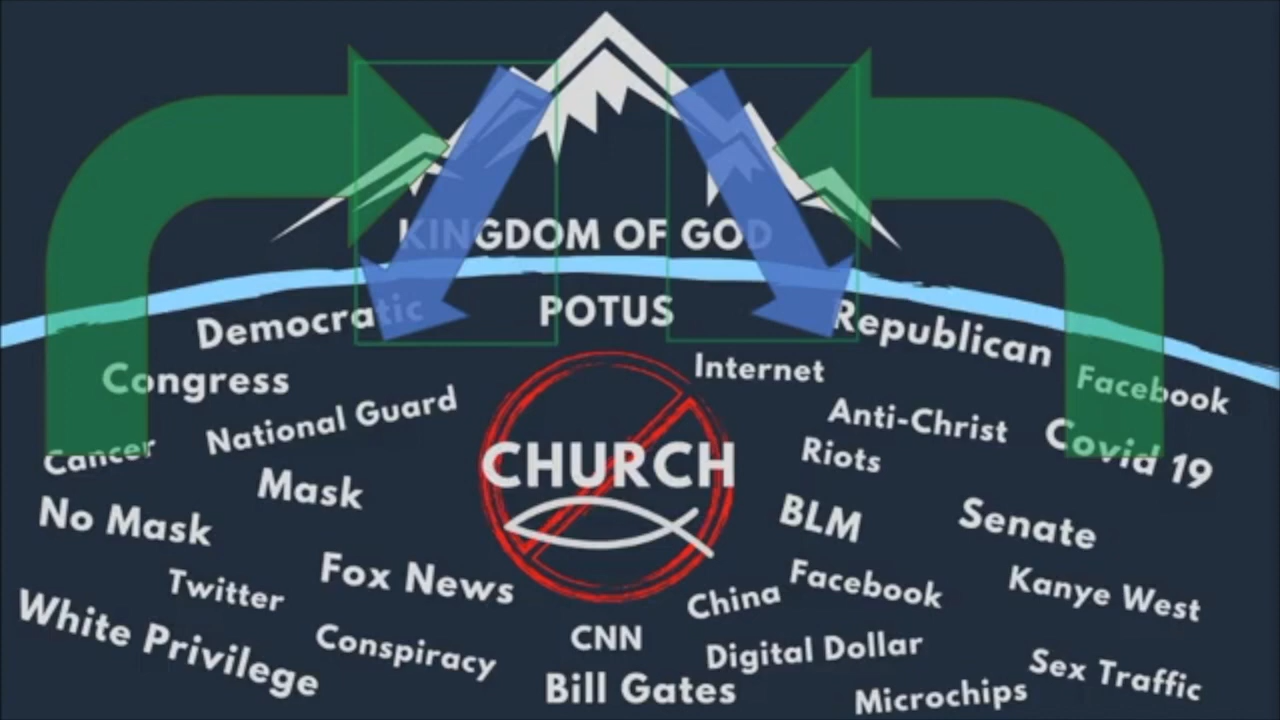 KINGDOM OF GOD
POTUS
Democratic
Republican
Congress
Internet
Facebook
National Guard
Anti-Christ
Cancer
Covid 19
Riots
CHURCH
Mask
No Mask
BLM
Senate
Fox News
Twitter
Facebook
Kanye West
China
White Privilege
Conspiracy
CNN
Digital Dollar
Sex Traffic
Bill Gates
Microchips